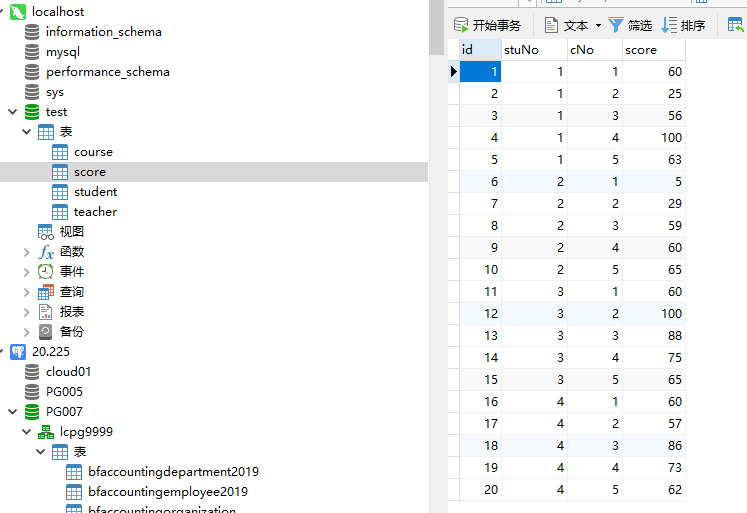 localhost
information_schema
mysql
performance_schema
sys
test
表
course
score
student
teacher
视图
fx 函数
事件
查询
报表
备份
20.225
cloud01
PG005
PG007
lcpg9999
表
bfaccountingdepartment2019
bfaccountingemployee2019
bfaccountingorganization
开始事务 文本 筛选 排序
id stuNo cNo score
1 1 1 60
2 1 2 25
3 1 3 56
4 1 4 100
5 1 5 63
6 2 1 5
7 2 2 29
8 2 3 59
9 2 4 60
10 2 5 65
11 3 1 60
12 3 2 100
13 3 3 88
14 3 4 75
15 3 5 65
16 4 1 60
17 4 2 57
18 4 3 86
19 4 4 73
20 4 5 62